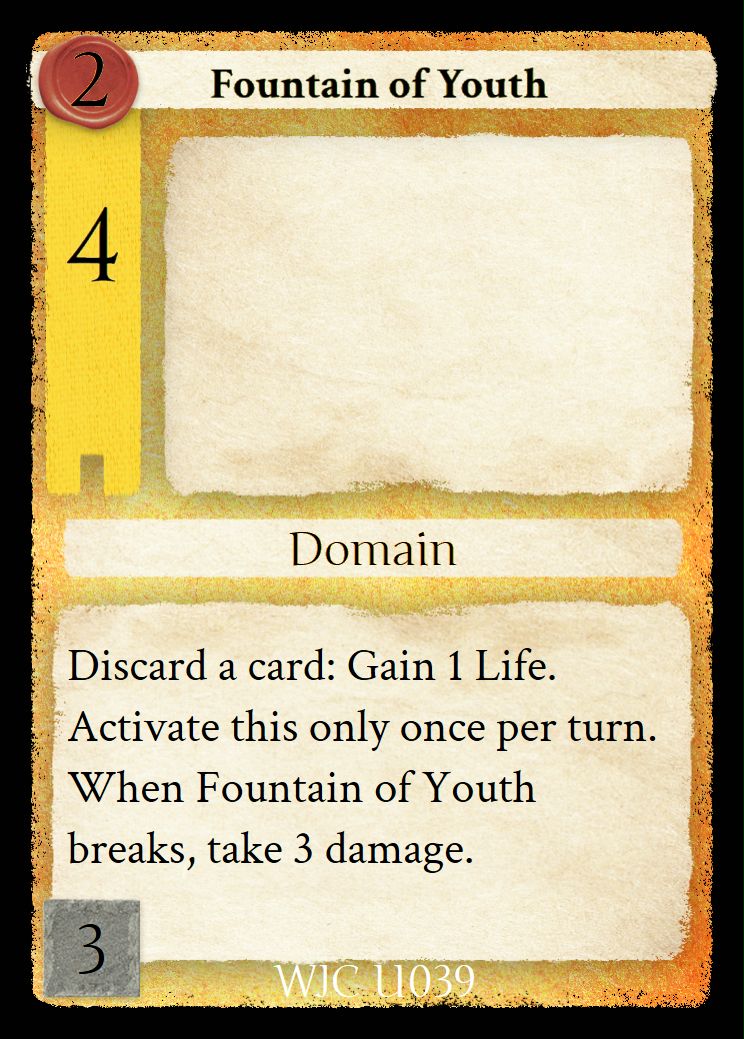 2
Fountain of Youth
4
Domain
Discard a card: Gain 1 Life.
Activate this only once per turn.
When Fountain of Youth
breaks, take 3 damage.
3
WJC U039